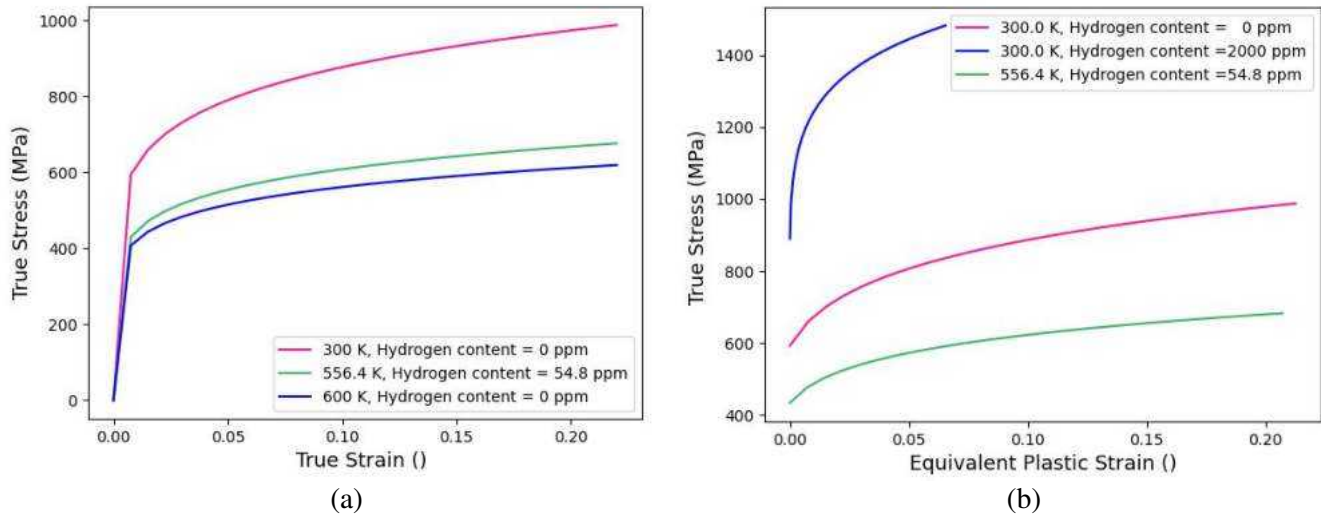 1000
800
600
400
200
0
True Stress (MPa)
300 K, Hydrogen content = 0 ppm
556.4 K, Hydrogen content = 54.8 ppm
600 K, Hydrogen content = 0 ppm
0.00 0.05 0.10 0.15 0.20
True Strain ()
(a)
1400
1200
1000
800
600
400
True Stress (MPa)
300.0 K, Hydrogen content =   0 ppm
300.0 K, Hydrogen content =2000 ppm
556.4 K, Hydrogen content =54.8 ppm
0.00 0.05 0.10 0.15 0.20
Equivalent Plastic Strain ()
(b)